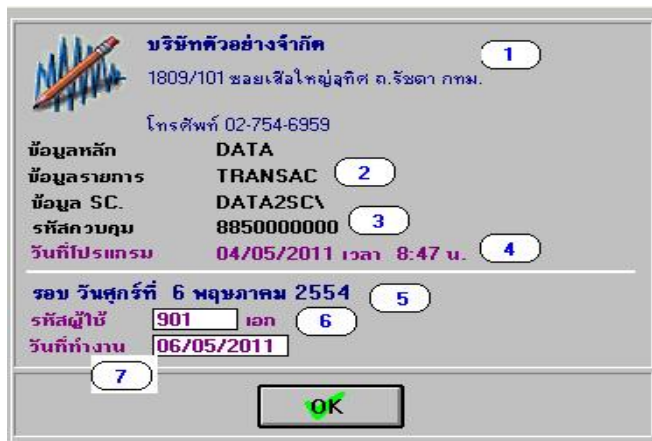 บริษัทตัวอย่างจำกัด 1
1809/101 ซอยเสือใหญ่อุทิศ ถ.รัชดา กทม.
โทรศัพท์ 02-754-6959
ข้อมูลหลัก DATA
ข้อมูลรายการ TRANSAC 2
ข้อมูล SC. DATA2SC\
รหัสควบคุม 8850000000 3
วันที่โปรแกรม 04/05/2011 เวลา 8:47 น. 4
รอบ วันศุกร์ที่ 6 พฤษภาคม 2554 5
รหัสผู้ใช้ 901 เอก 6
วันที่ทำงาน 06/05/2011
7
OK